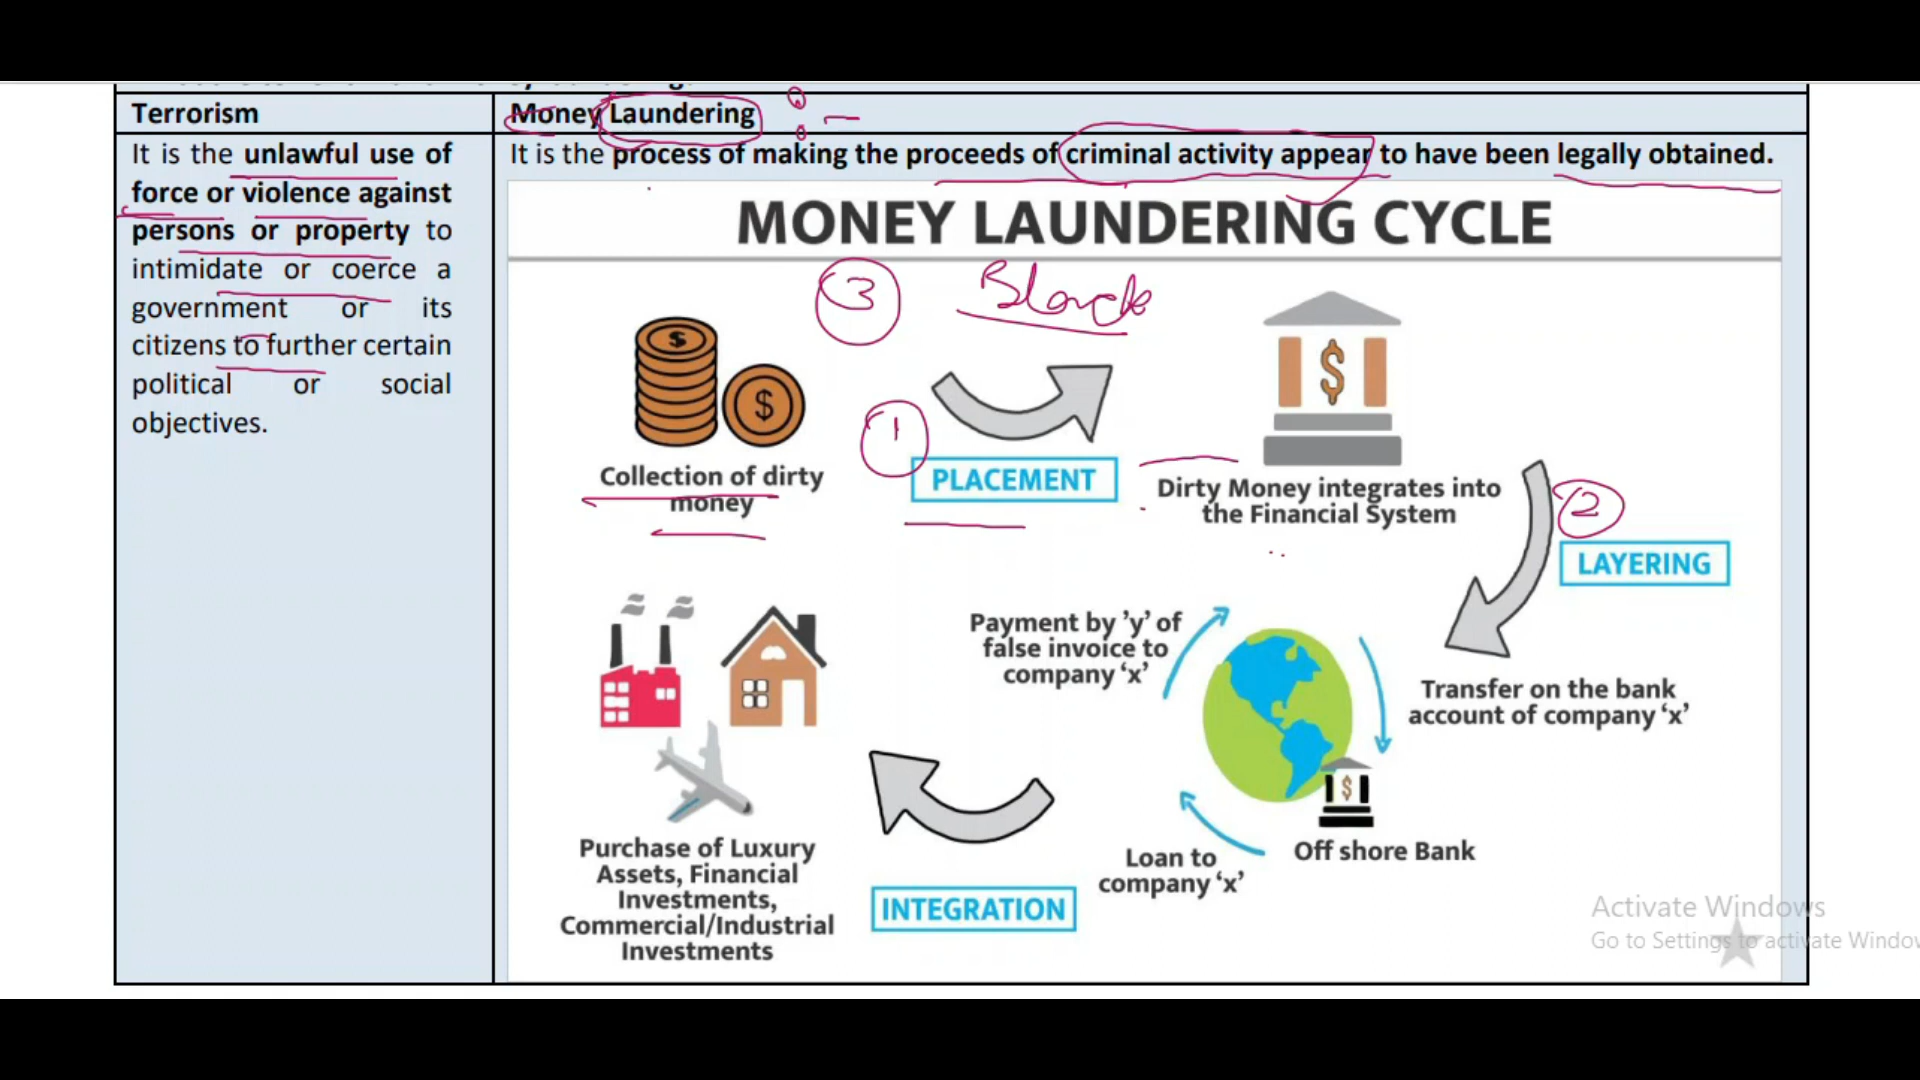 Terrorism
Money Laundering :-
It is the unlawful use of
force or violence against
persons or property to
intimidate or coerce a
government or its
citizens to further certain
political or social
objectives.
It is the process of making the proceeds of criminal activity appear to have been legally obtained.
MONEY LAUNDERING CYCLE
3
Black
1
Collection of dirty
money
PLACEMENT
Dirty Money integrates into
the Financial System
2
LAYERING
Payment by 'y' of
false invoice to
company 'x'
Transfer on the bank
account of company 'x'
Off shore Bank
Loan to
company 'x'
INTEGRATION
Purchase of Luxury
Assets, Financial
Investments,
Commercial/Industrial
Investments
Activate Windows
Go to Settings to activate Window